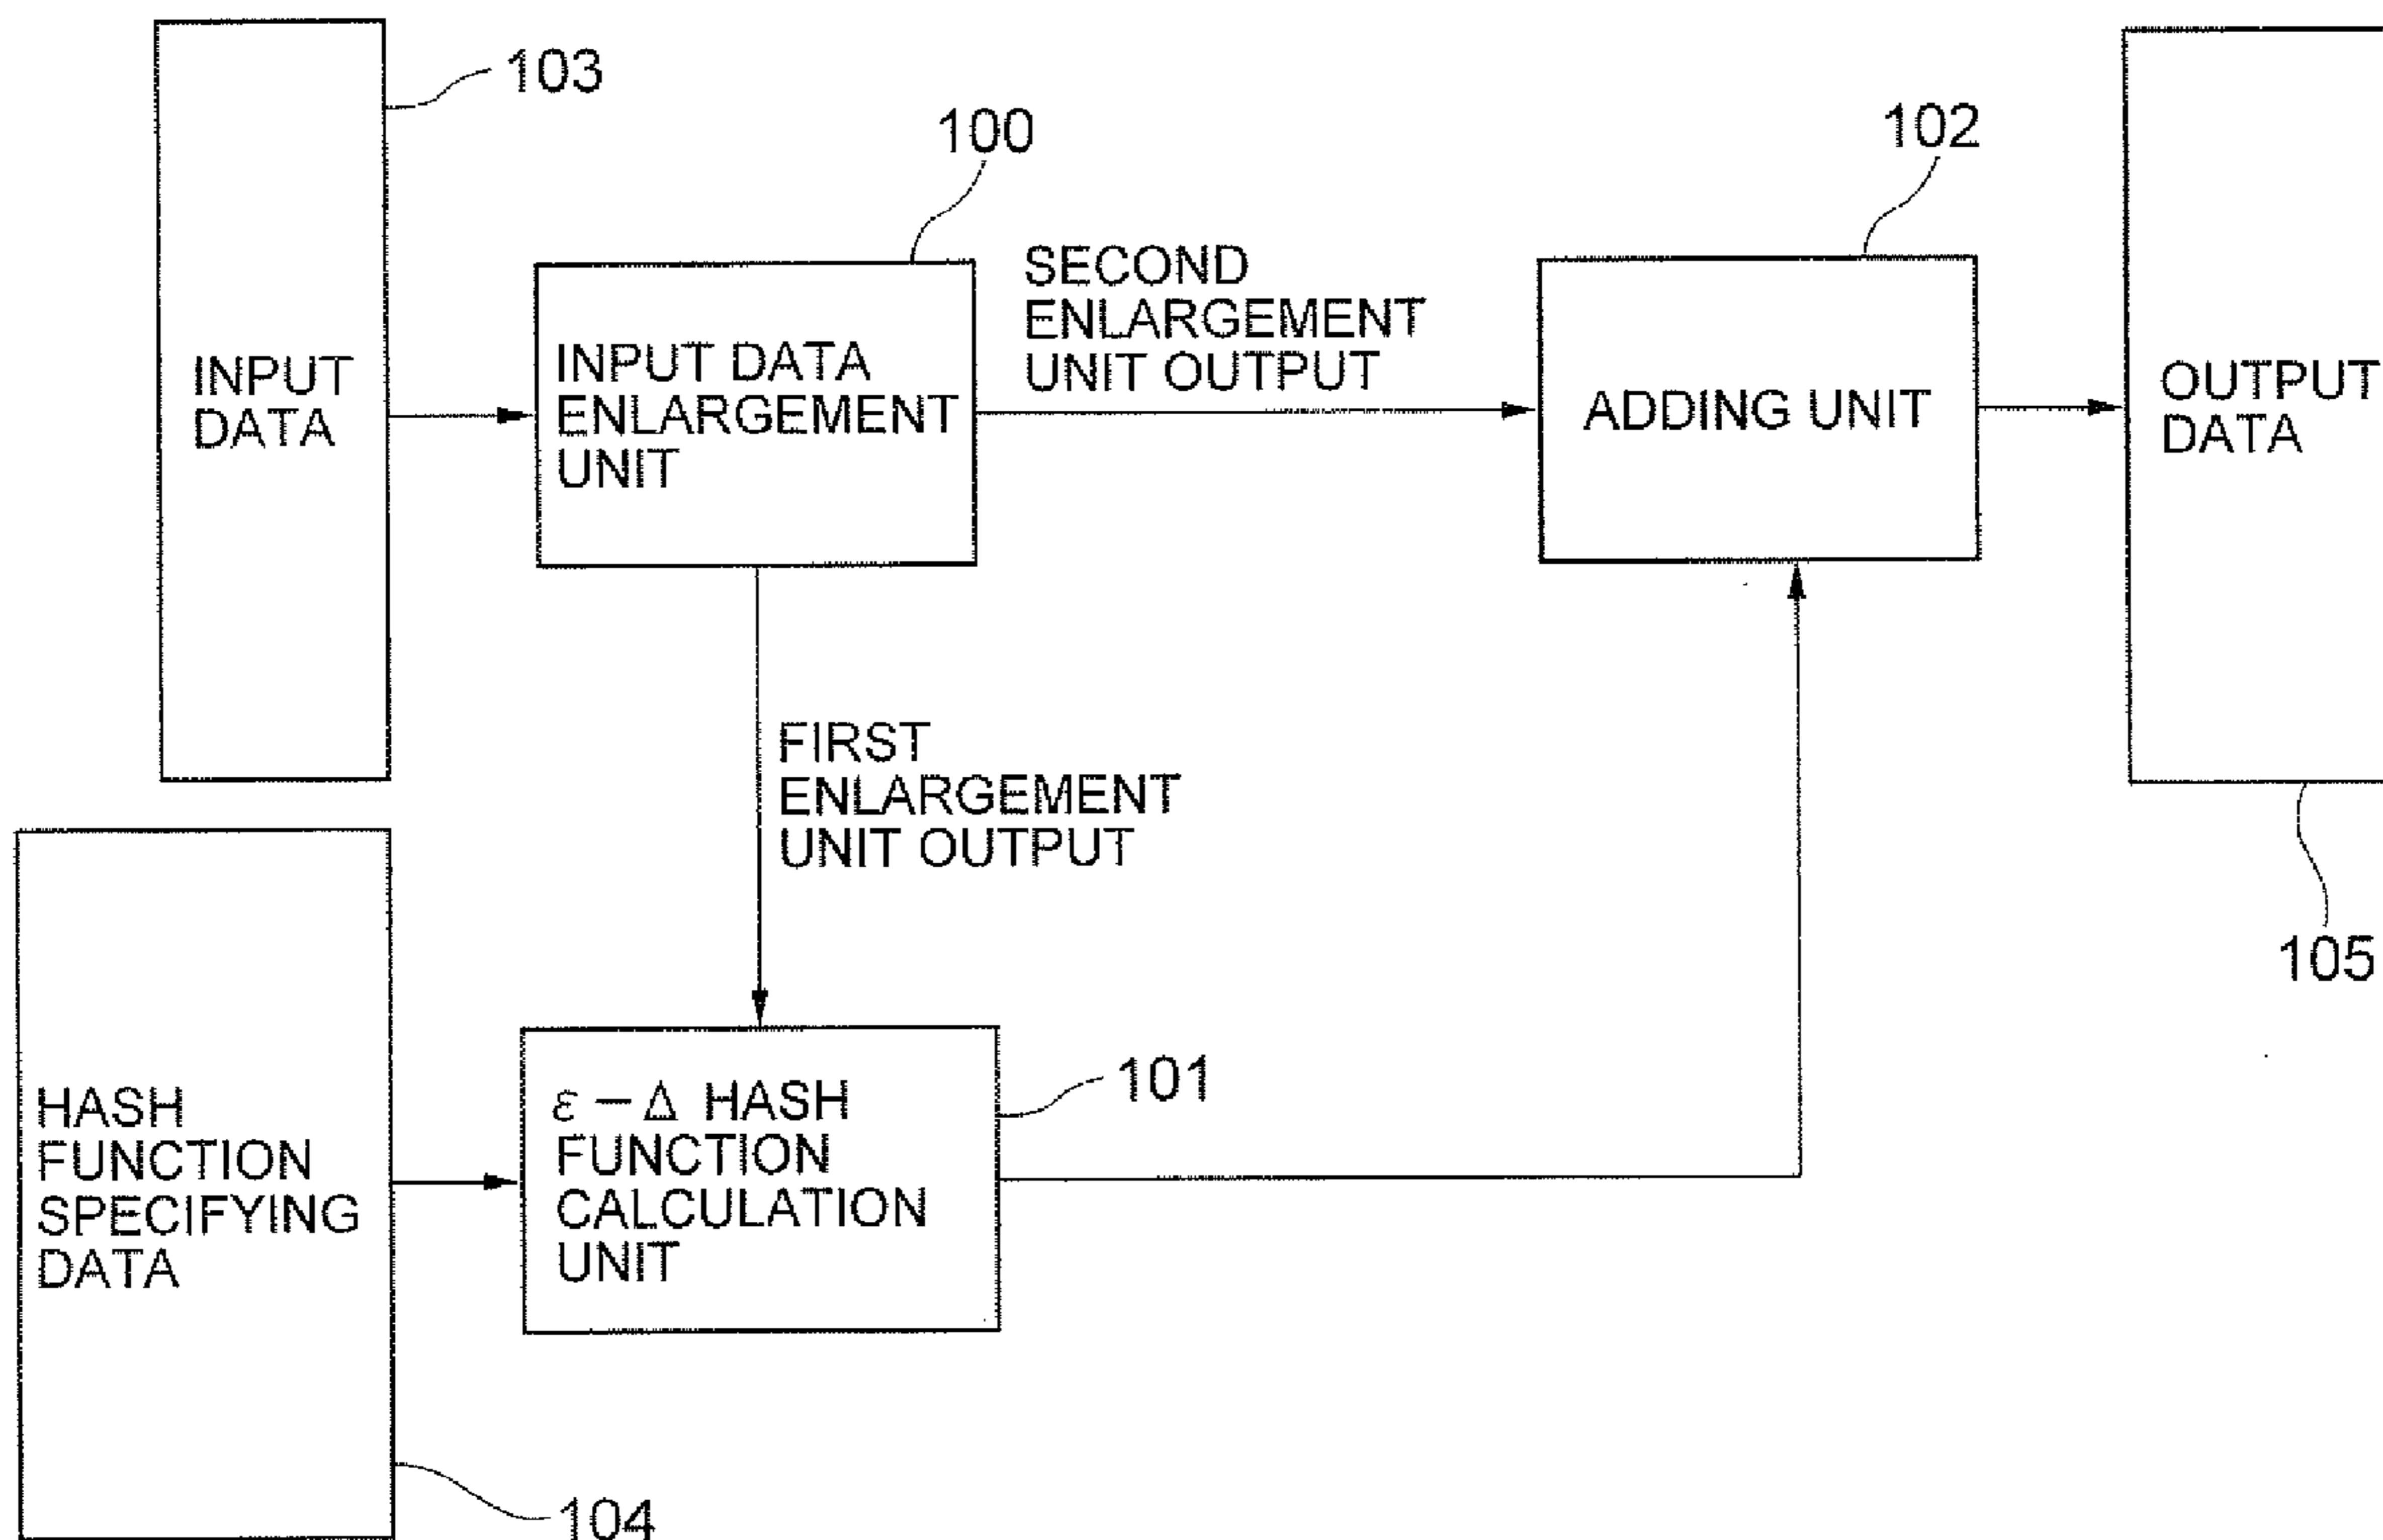 103
100
102
INPUT
DATA
INPUT DATA
ENLARGEMENT
UNIT
SECOND
ENLARGEMENT
UNIT OUTPUT
ADDING UNIT
OUTPUT
DATA
FIRST
ENLARGEMENT
UNIT OUTPUT
105
HASH
FUNCTION
SPECIFYING
DATA
ε－Δ HASH
FUNCTION
CALCULATION
UNIT
101
104